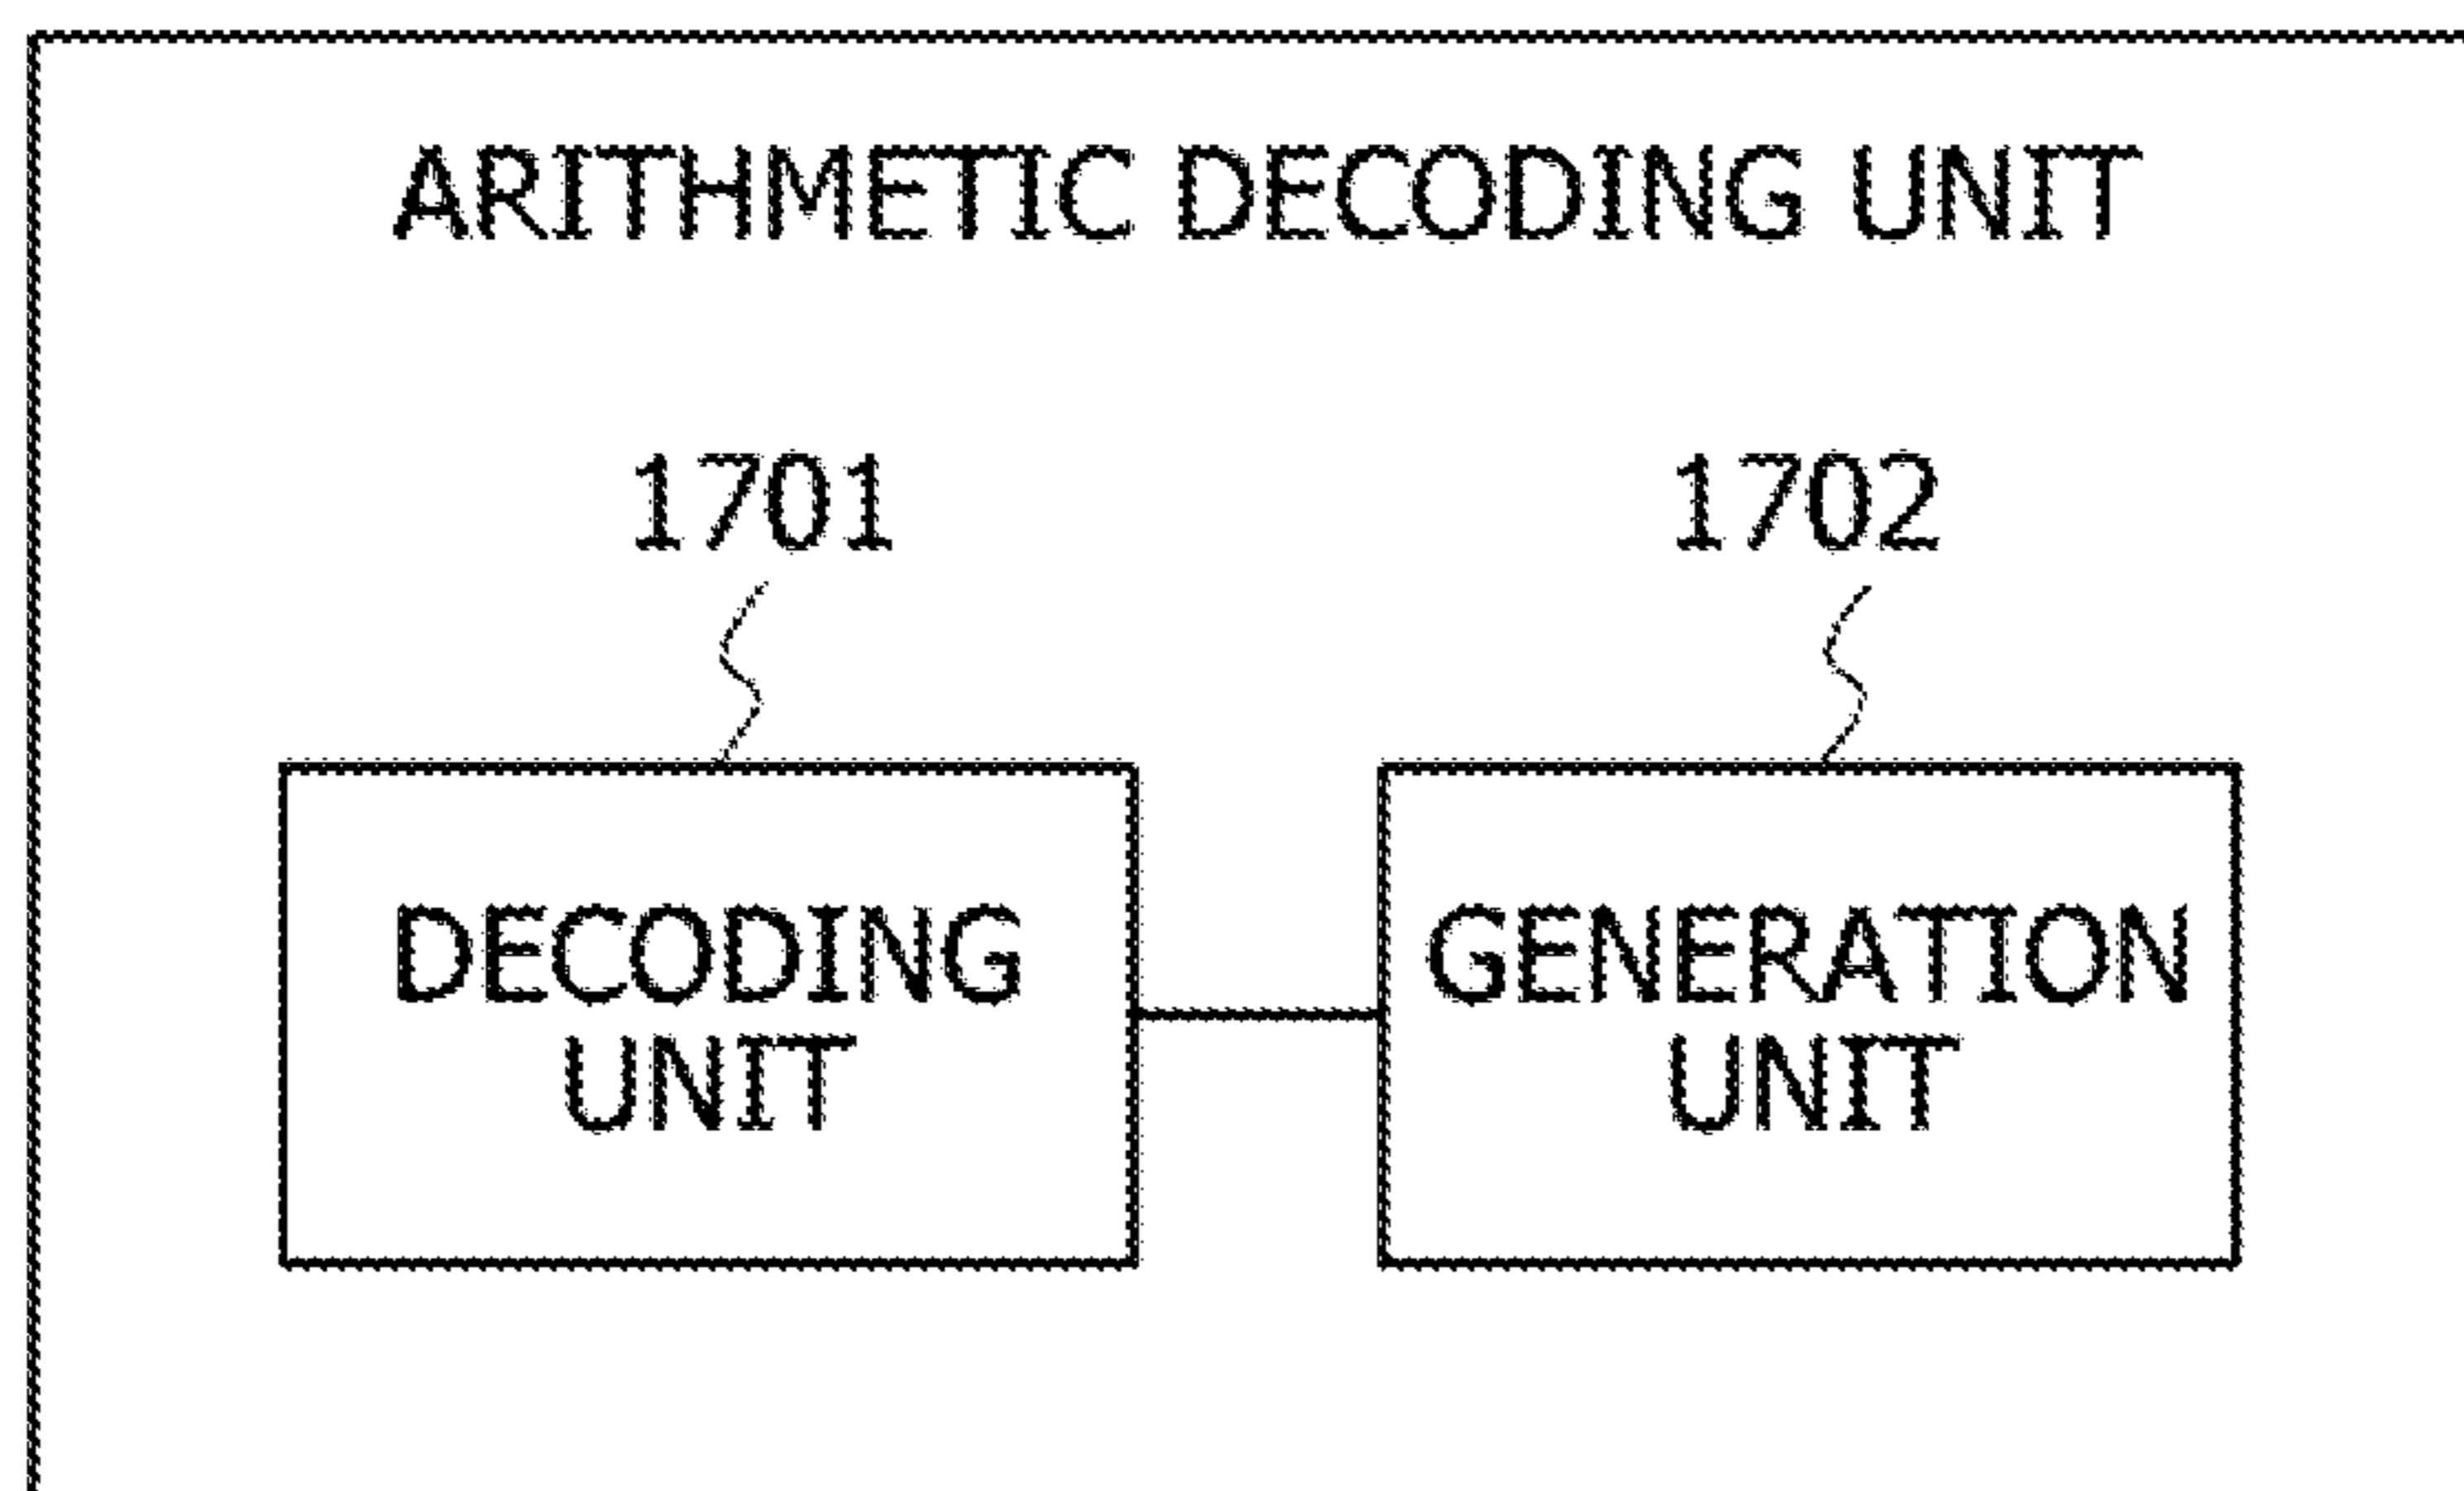 ARITHMETIC DECODING UNIT
1701
1702
DECODING
UNIT
GENERATION
UNIT